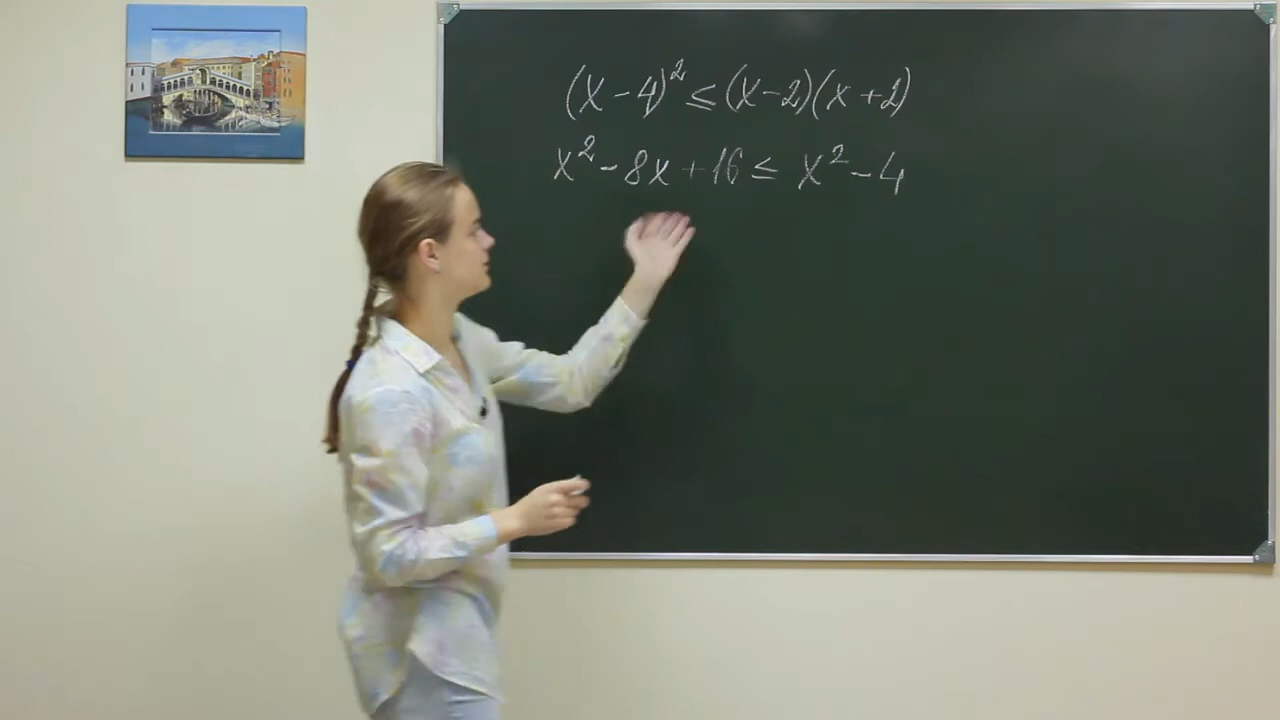 (x-4)² ≤ (x-2)(x+2)
x² - 8x + 16 ≤ x² - 4